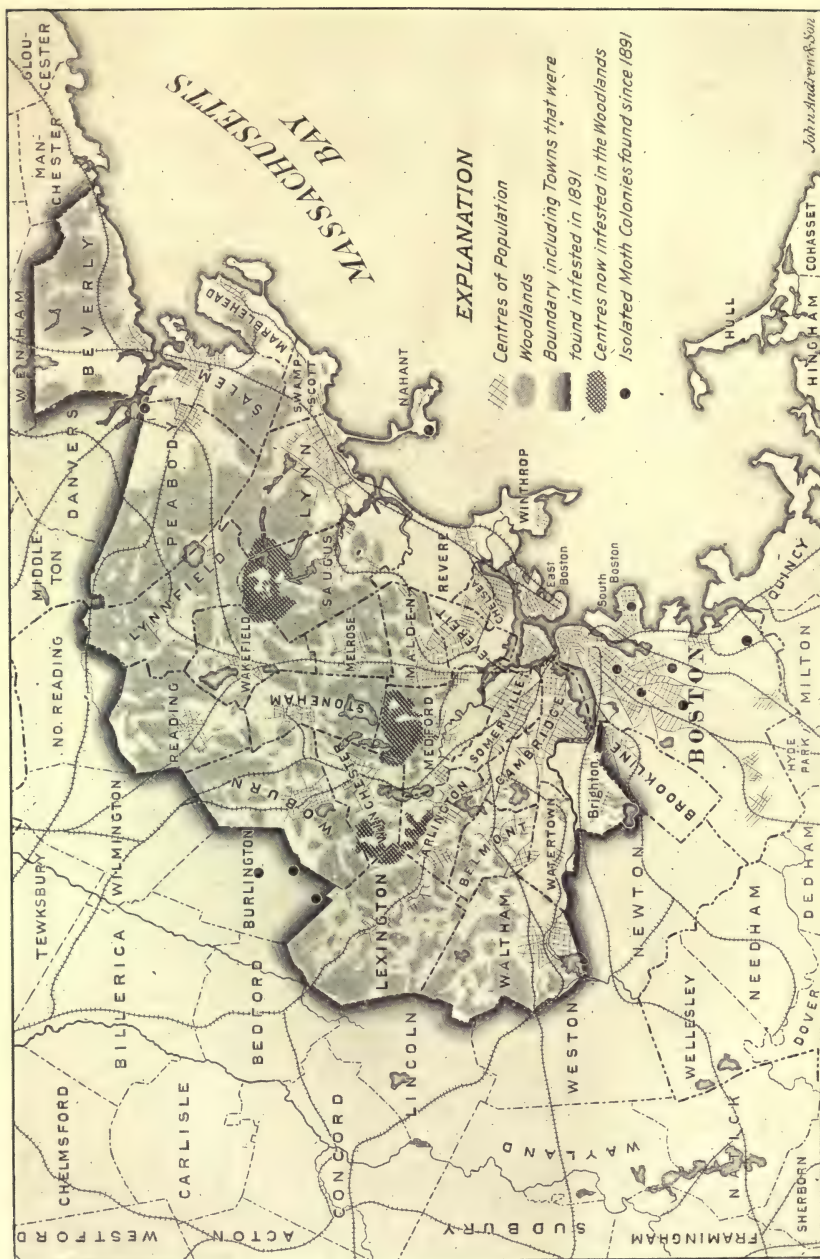 WESTFORD
CHELMSFORD
TEWKSBURY
NO. READING
MIDDLE
TON
DANVERS
WENHAM
MAN-
CHESTER
GLOU-
CESTER
CARLISLE
BILLERICA
WILMINGTON
BEVERLY
ACTON
BEDFORD
BURLINGTON
READING
LYNNFIELD
PEABODY
CONCORD
WOBURN
WAKEFIELD
SALEM
MARBLEHEAD
LINCOLN
LEXINGTON
WINCHESTER
STONEHAM
MELROSE
SAUGUS
LYNN
SWAMP-
SCOTT
SUDBURY
WAYLAND
WALTHAM
BELMONT
ARLINGTON
MEDFORD
MALDEN
REVERE
NAHANT
WESTON
WATERTOWN
CAMBRIDGE
SOMERVILLE
EVERETT
CHELSEA
WINTHROP
East
Boston
FRAMINGHAM
NATICK
WELLESLEY
NEWTON
Brighton
BROOKLINE
BOSTON
South
Boston
SHERBORN
DOVER
NEEDHAM
DEDHAM
HYDE
PARK
MILTON
QUINCY
HULL
HINGHAM
COHASSET
MASSACHUSETTS
BAY
EXPLANATION
Centres of Population
Woodlands
Boundary including Towns that were
found infested in 1891
Centres now infested in the Woodlands
Isolated Moth Colonies found since 1891
John Andrew & Son